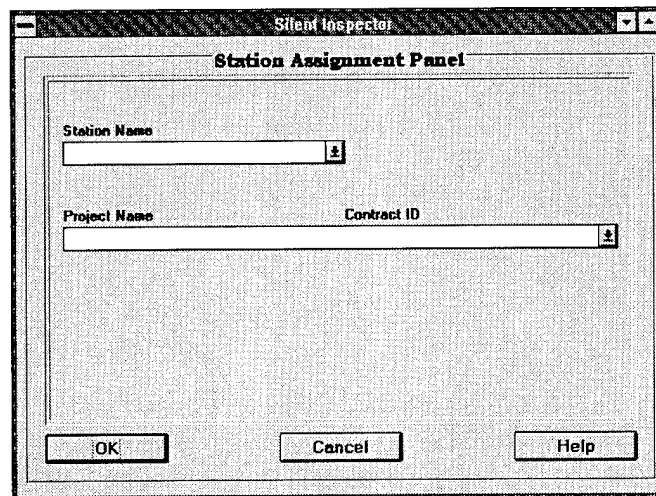 Silent Inspector
Station Assignment Panel
Station Name
Project Name Contract ID
OK Cancel Help